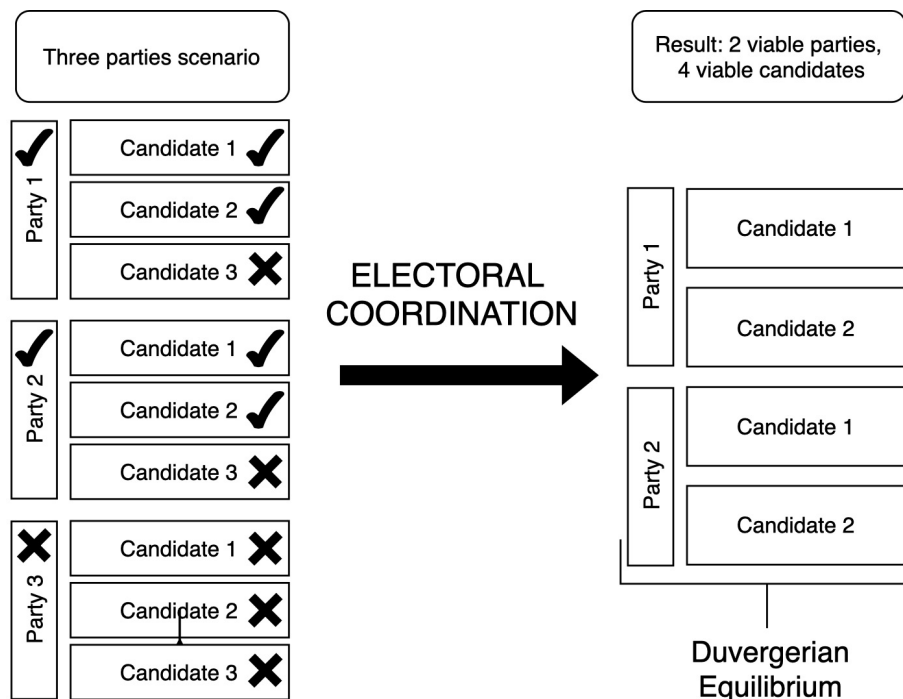 Three parties scenario
Party 1
Candidate 1
Candidate 2
Candidate 3
Party 2
Candidate 1
Candidate 2
Candidate 3
Party 3
Candidate 1
Candidate 2
Candidate 3
ELECTORAL
COORDINATION
Result: 2 viable parties,
4 viable candidates
Party 1
Candidate 1
Candidate 2
Party 2
Candidate 1
Candidate 2
Duvergerian
Equilibrium